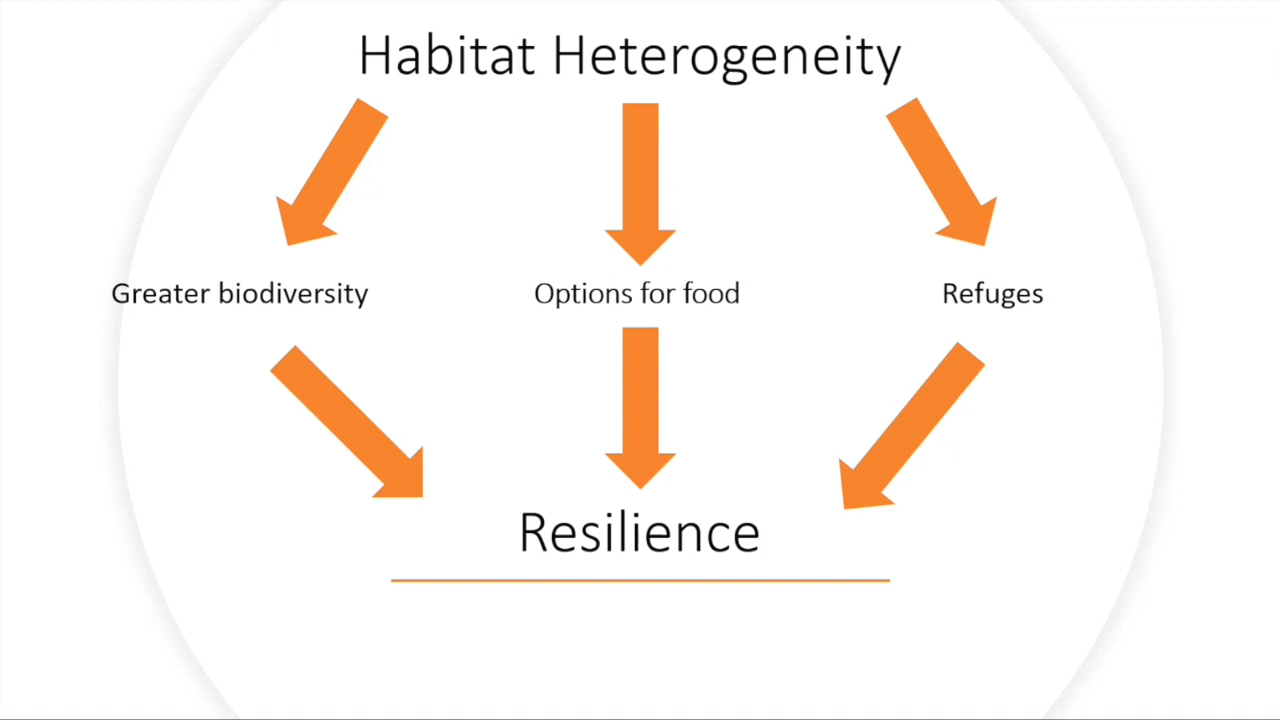 Habitat Heterogeneity
Greater biodiversity
Options for food
Refuges
Resilience